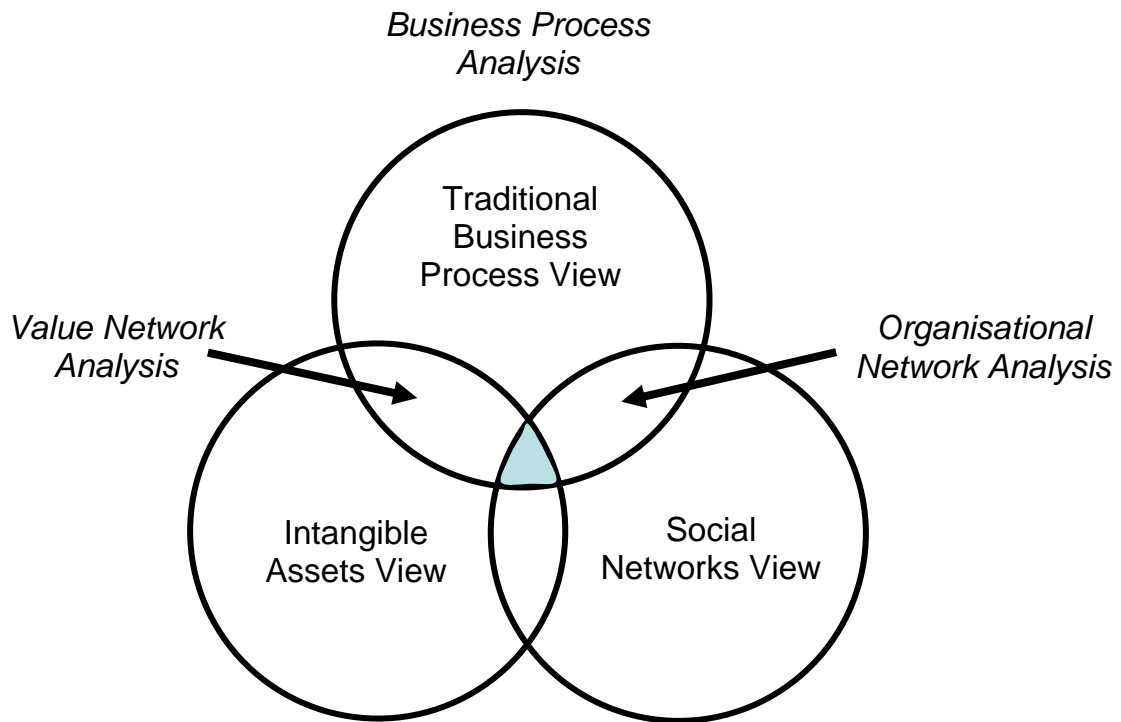 Business Process
Analysis
Traditional
Business
Process View
Value Network
Analysis
Organisational
Network Analysis
Intangible
Assets View
Social
Networks View